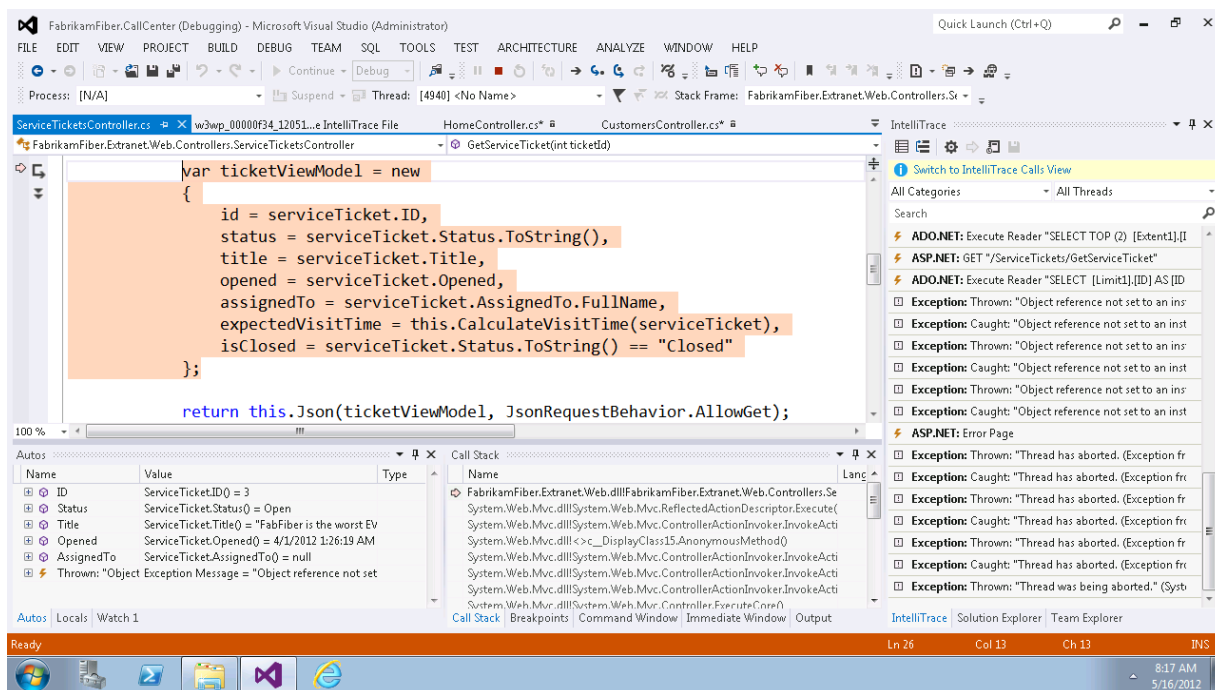 FabrikamFiber.CallCenter (Debugging) - Microsoft Visual Studio (Administrator)
Quick Launch (Ctrl+Q)
FILE EDIT VIEW PROJECT BUILD DEBUG TEAM SQL TOOLS TEST ARCHITECTURE ANALYZE WINDOW HELP
Continue Debug
Process: [N/A] Suspend Thread: [4940] <No Name> Stack Frame: FabrikamFiber.Extranet.Web.Controllers.Se
ServiceTicketsController.cs w3wp_00000f34_12051...e IntelliTrace File HomeController.cs* CustomersController.cs*
FabrikamFiber.Extranet.Web.Controllers.ServiceTicketsController GetServiceTicket(int ticketId)
var ticketViewModel = new
{
id = serviceTicket.ID,
status = serviceTicket.Status.ToString(),
title = serviceTicket.Title,
opened = serviceTicket.Opened,
assignedTo = serviceTicket.AssignedTo.FullName,
expectedVisitTime = this.CalculateVisitTime(serviceTicket),
isClosed = serviceTicket.Status.ToString() == "Closed"
};
return this.Json(ticketViewModel, JsonRequestBehavior.AllowGet);
100 %
Autos
Name Value Type
ID ServiceTicket.ID() = 3
Status ServiceTicket.Status() = Open
Title ServiceTicket.Title() = "FabFiber is the worst EV
Opened ServiceTicket.Opened() = 4/1/2012 1:26:19 AM
AssignedTo ServiceTicket.AssignedTo() = null
Thrown: "Object Exception Message = "Object reference not set
Autos Locals Watch 1
Call Stack
Name Lang
FabrikamFiber.Extranet.Web.dll!FabrikamFiber.Extranet.Web.Controllers.Se
System.Web.Mvc.dll!System.Web.Mvc.ReflectedActionDescriptor.Execute(
System.Web.Mvc.dll!System.Web.Mvc.ControllerActionInvoker.InvokeActi
System.Web.Mvc.dll!<>c__DisplayClass15.AnonymousMethod()
System.Web.Mvc.dll!System.Web.Mvc.ControllerActionInvoker.InvokeActi
System.Web.Mvc.dll!System.Web.Mvc.ControllerActionInvoker.InvokeActi
System.Web.Mvc.dll!System.Web.Mvc.ControllerActionInvoker.InvokeActi
System.Web.Mvc.dll!System.Web.Mvc.Controller.ExecuteCore()
Call Stack Breakpoints Command Window Immediate Window Output
IntelliTrace
Switch to IntelliTrace Calls View
All Categories All Threads
Search
ADO.NET: Execute Reader "SELECT TOP (2) [Extent1].[I
ASP.NET: GET "/ServiceTickets/GetServiceTicket"
ADO.NET: Execute Reader "SELECT [Limit1].[ID] AS [ID
Exception: Thrown: "Object reference not set to an ins
Exception: Caught: "Object reference not set to an inst
Exception: Thrown: "Object reference not set to an ins
Exception: Caught: "Object reference not set to an inst
Exception: Thrown: "Object reference not set to an ins
Exception: Caught: "Object reference not set to an inst
ASP.NET: Error Page
Exception: Thrown: "Thread has aborted. (Exception fr
Exception: Caught: "Thread has aborted. (Exception frc
Exception: Thrown: "Thread has aborted. (Exception fr
Exception: Caught: "Thread has aborted. (Exception frc
Exception: Thrown: "Thread has aborted. (Exception fr
Exception: Caught: "Thread has aborted. (Exception frc
Exception: Thrown: "Thread was being aborted." (Syst
IntelliTrace Solution Explorer Team Explorer
Ready Ln 26 Col 13 Ch 13 INS
8:17 AM
5/16/2012